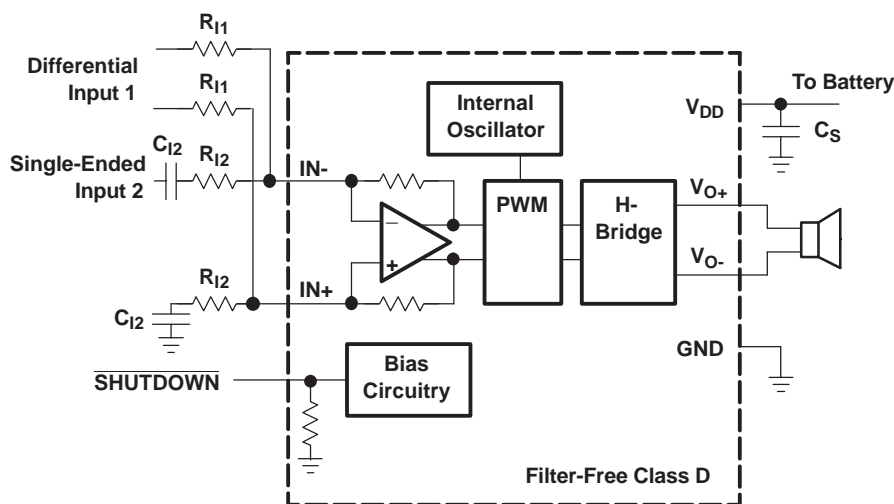 R_I1
Differential
Input 1
R_I1
C_I2
R_I2
Single-Ended
Input 2
R_I2
C_I2
SHUTDOWN
IN-
IN+
–
+
Internal
Oscillator
PWM
H-
Bridge
Bias
Circuitry
V_DD
To Battery
C_S
V_O+
V_O-
GND
Filter-Free Class D